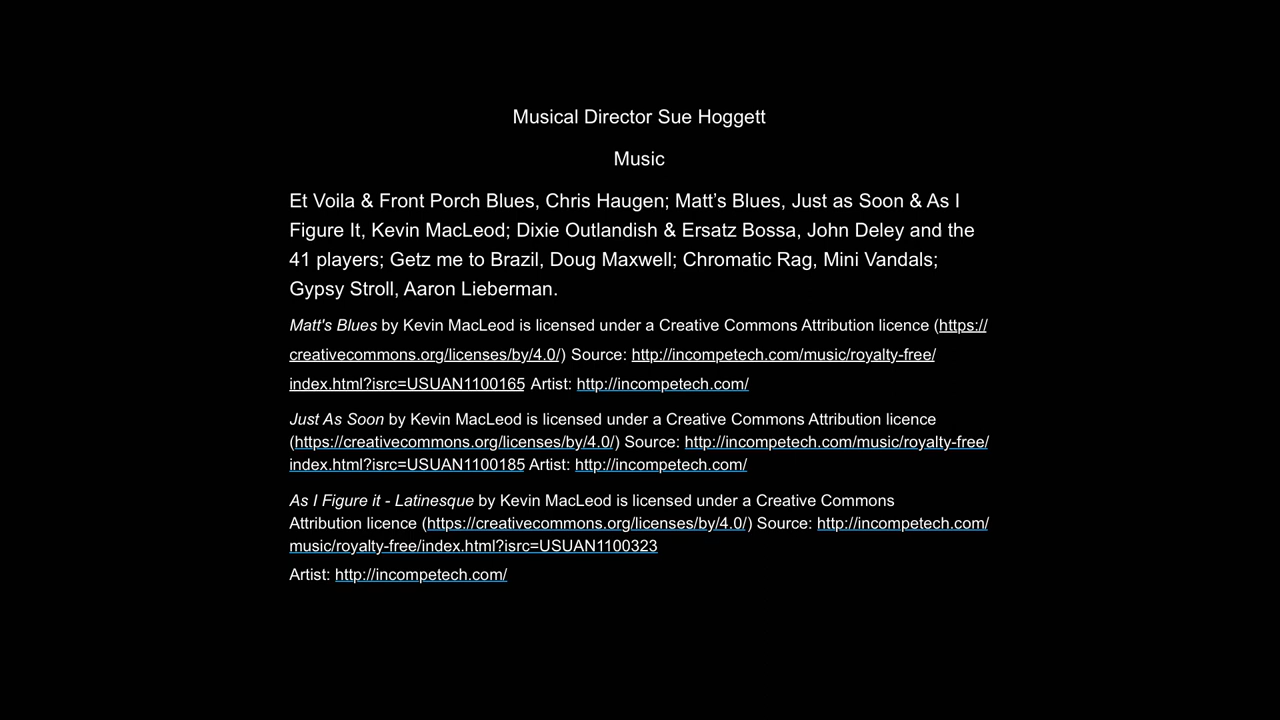 Musical Director Sue Hoggett
Music
Et Voila & Front Porch Blues, Chris Haugen; Matt’s Blues, Just as Soon & As I
Figure It, Kevin MacLeod; Dixie Outlandish & Ersatz Bossa, John Deley and the
41 players; Getz me to Brazil, Doug Maxwell; Chromatic Rag, Mini Vandals;
Gypsy Stroll, Aaron Lieberman.
Matt's Blues by Kevin MacLeod is licensed under a Creative Commons Attribution licence (https://
creativecommons.org/licenses/by/4.0/) Source: http://incompetech.com/music/royalty-free/
index.html?isrc=USUAN1100165 Artist: http://incompetech.com/
Just As Soon by Kevin MacLeod is licensed under a Creative Commons Attribution licence
(https://creativecommons.org/licenses/by/4.0/) Source: http://incompetech.com/music/royalty-free/
index.html?isrc=USUAN1100185 Artist: http://incompetech.com/
As I Figure it - Latinesque by Kevin MacLeod is licensed under a Creative Commons
Attribution licence (https://creativecommons.org/licenses/by/4.0/) Source: http://incompetech.com/
music/royalty-free/index.html?isrc=USUAN1100323
Artist: http://incompetech.com/